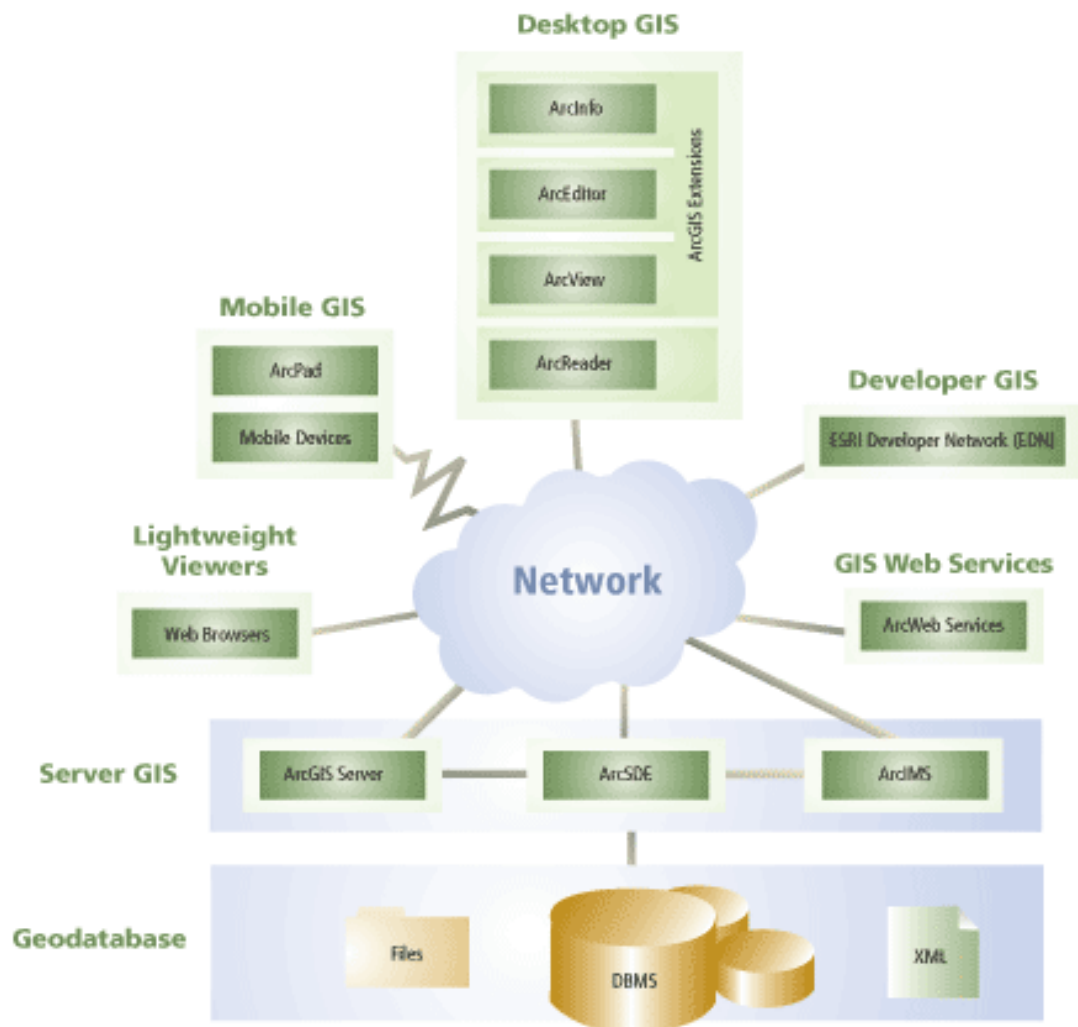 Desktop GIS
ArcInfo
ArcEditor
ArcView
ArcReader
ArcGIS Extensions
Mobile GIS
ArcPad
Mobile Devices
Developer GIS
ESRI Developer Network (EDN)
Lightweight
Viewers
Web Browsers
Network
GIS Web Services
ArcWeb Services
Server GIS
ArcGIS Server
ArcSDE
ArcIMS
Geodatabase
Files
DBMS
XML